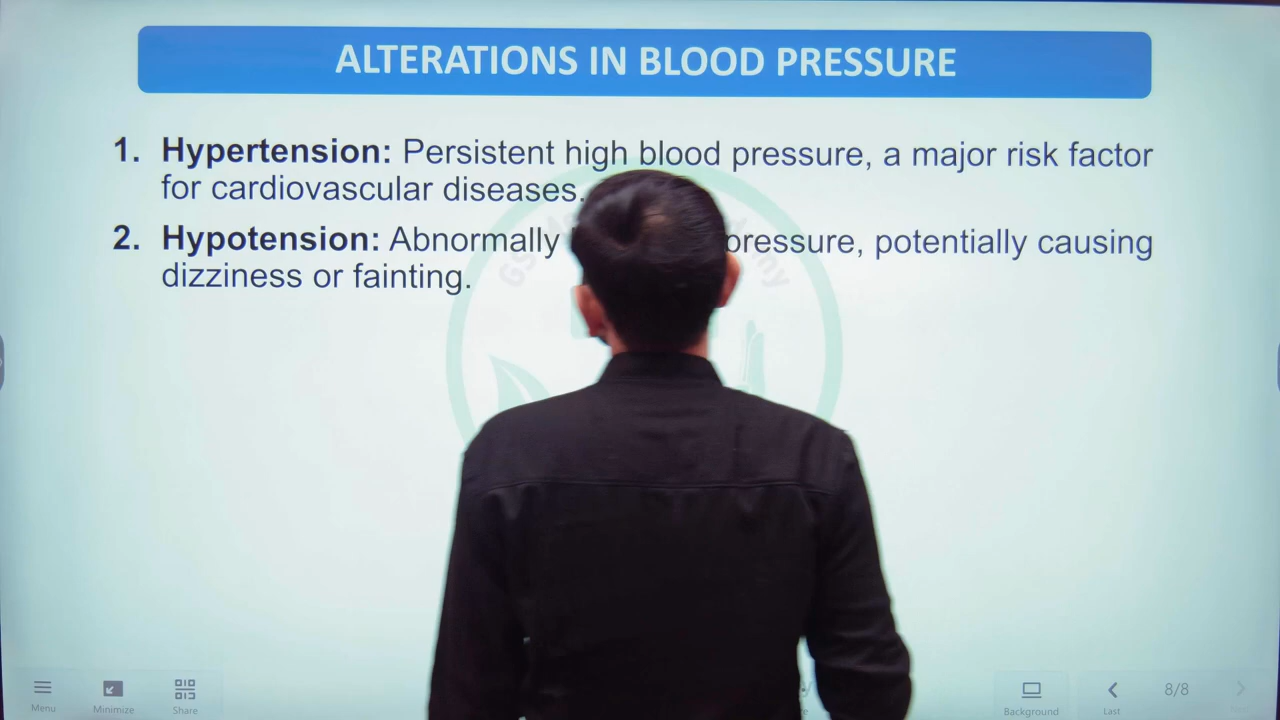 ALTERATIONS IN BLOOD PRESSURE
1. Hypertension: Persistent high blood pressure, a major risk factor
for cardiovascular diseases.
2. Hypotension: Abnormally pressure, potentially causing
dizziness or fainting.
Menu
Minimize
Share
Background
Last
8/8